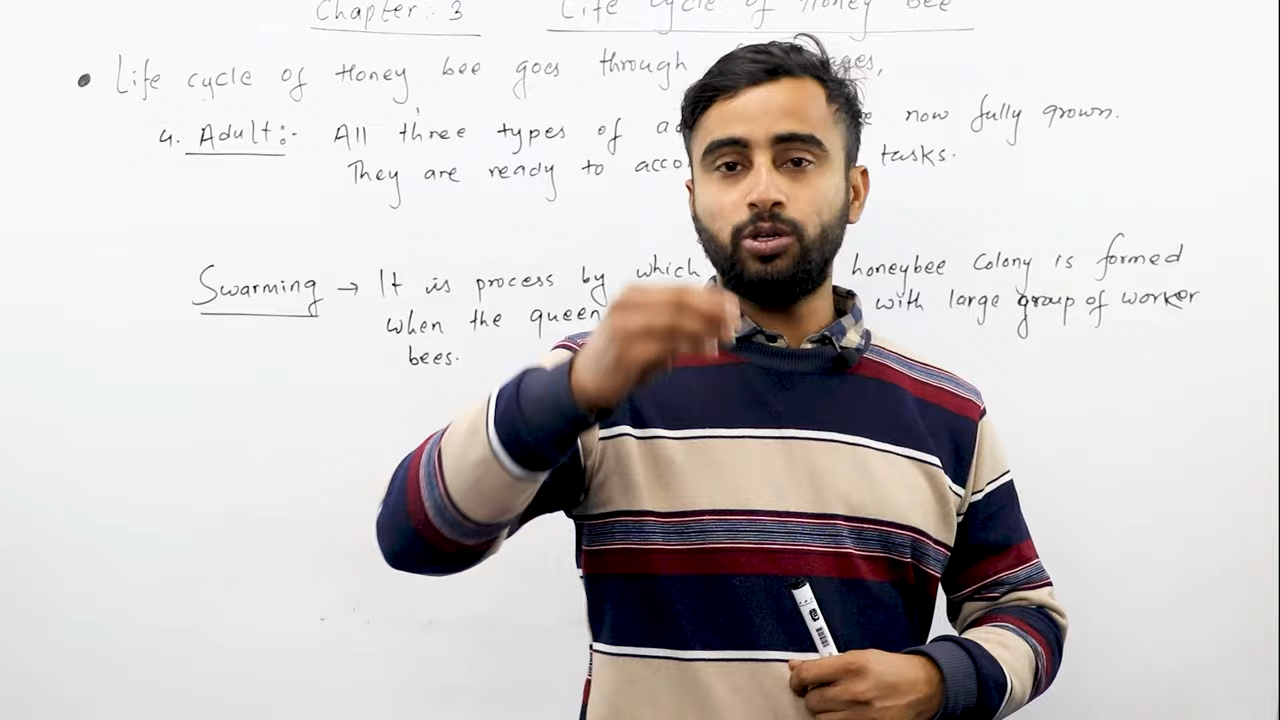 Chapter : 3 Life cycle of Honey Bee
• Life cycle of Honey bee goes through
4. Adult:- All three types of now fully grown.
They are ready to tasks.
Swarming → It is process by which honeybee Colony is formed
when the queen with large group of worker
bees.